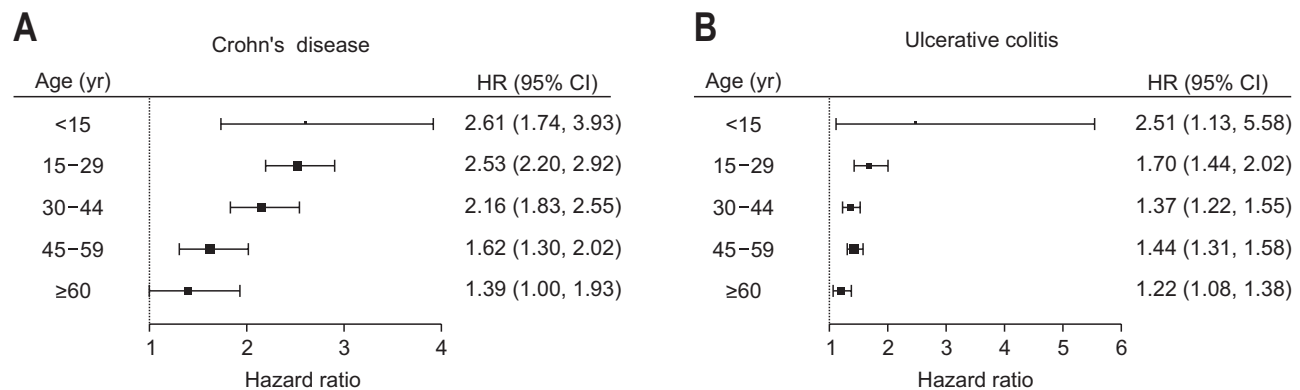 A
Crohn's disease
Age (yr) HR (95% CI)
<15 2.61 (1.74, 3.93)
15−29 2.53 (2.20, 2.92)
30−44 2.16 (1.83, 2.55)
45−59 1.62 (1.30, 2.02)
≥60 1.39 (1.00, 1.93)
1 2 3 4
Hazard ratio
B
Ulcerative colitis
Age (yr) HR (95% CI)
<15 2.51 (1.13, 5.58)
15−29 1.70 (1.44, 2.02)
30−44 1.37 (1.22, 1.55)
45−59 1.44 (1.31, 1.58)
≥60 1.22 (1.08, 1.38)
1 2 3 4 5 6
Hazard ratio